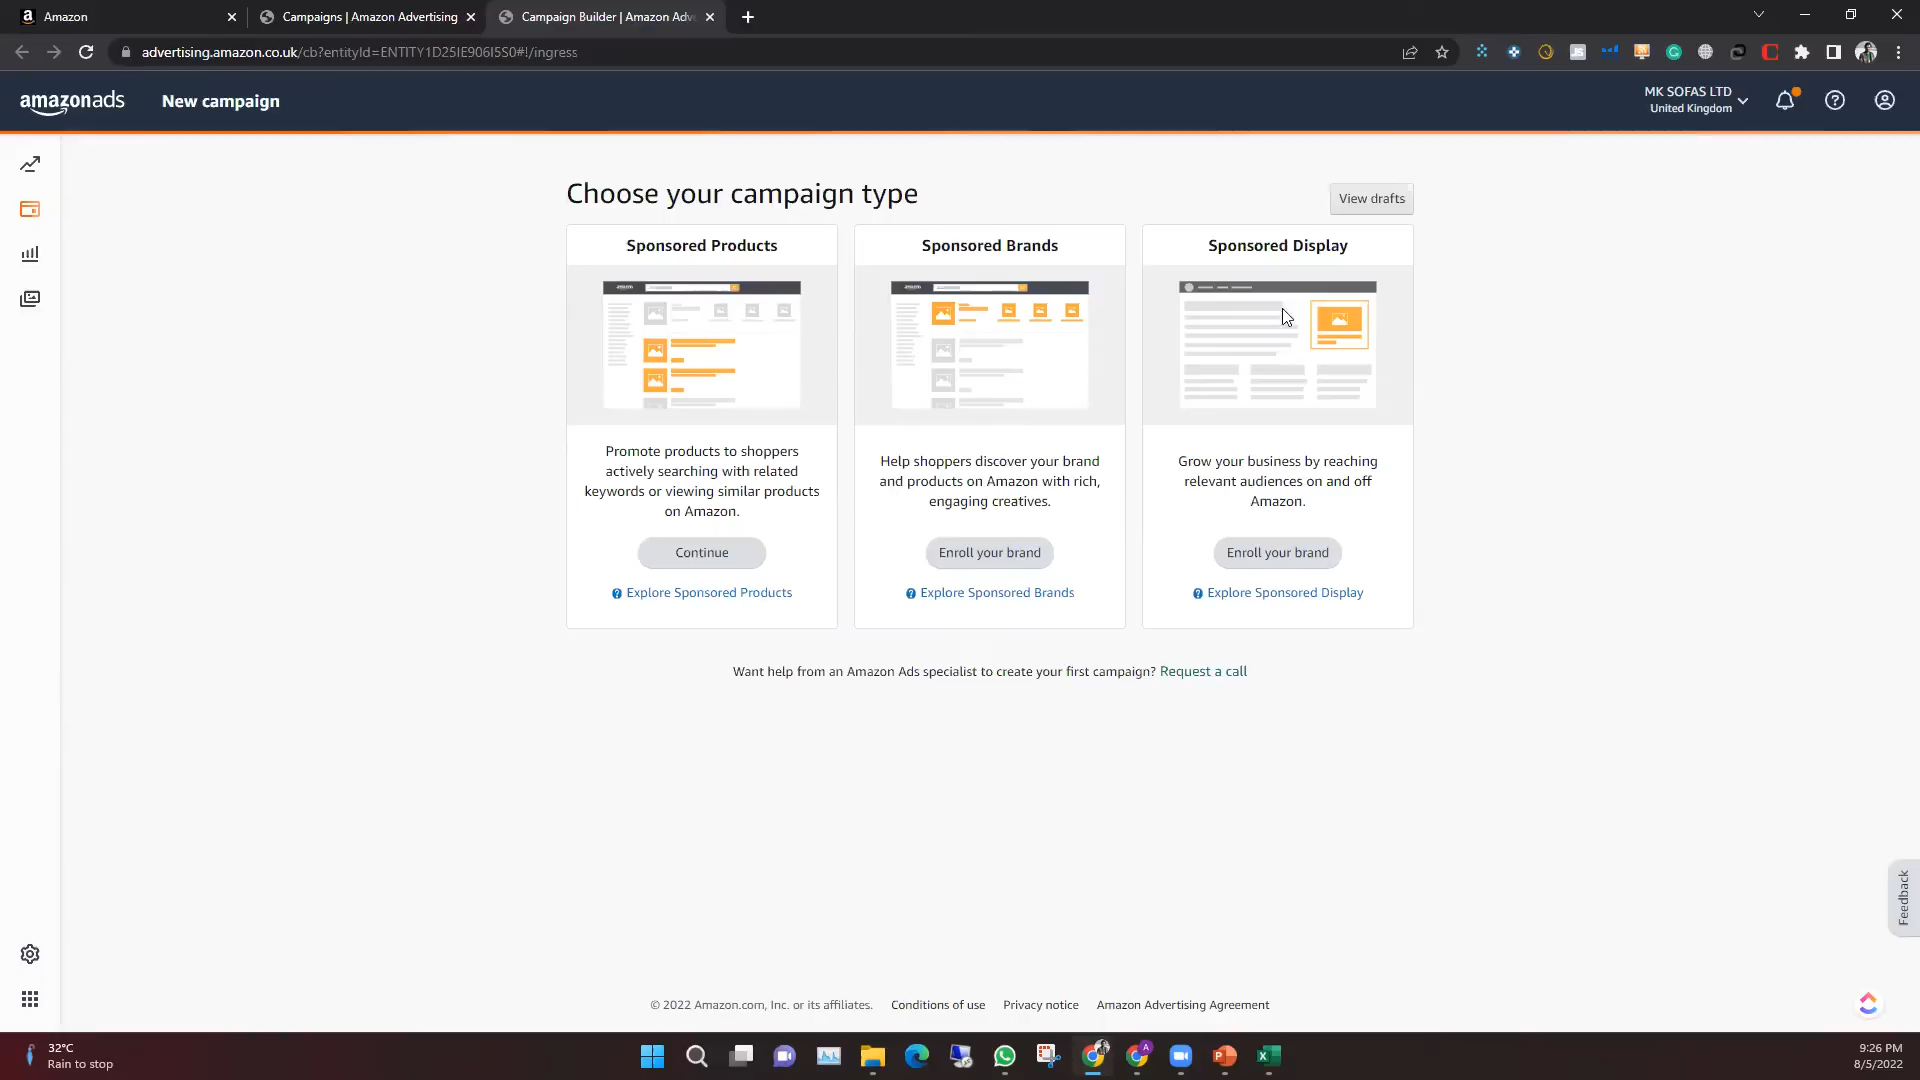 Amazon
Campaigns | Amazon Advertising
Campaign Builder | Amazon Adv
advertising.amazon.co.uk/cb?entityId=ENTITY1D25IE906I5S0#!/ingress
amazonads
New campaign
MK SOFAS LTD
United Kingdom
Choose your campaign type
View drafts
Sponsored Products
Promote products to shoppers
actively searching with related
keywords or viewing similar products
on Amazon.
Continue
Explore Sponsored Products
Sponsored Brands
Help shoppers discover your brand
and products on Amazon with rich,
engaging creatives.
Enroll your brand
Explore Sponsored Brands
Sponsored Display
Grow your business by reaching
relevant audiences on and off
Amazon.
Enroll your brand
Explore Sponsored Display
Want help from an Amazon Ads specialist to create your first campaign? Request a call
Feedback
© 2022 Amazon.com, Inc. or its affiliates. Conditions of use Privacy notice Amazon Advertising Agreement
32°C
Rain to stop
9:26 PM
8/5/2022